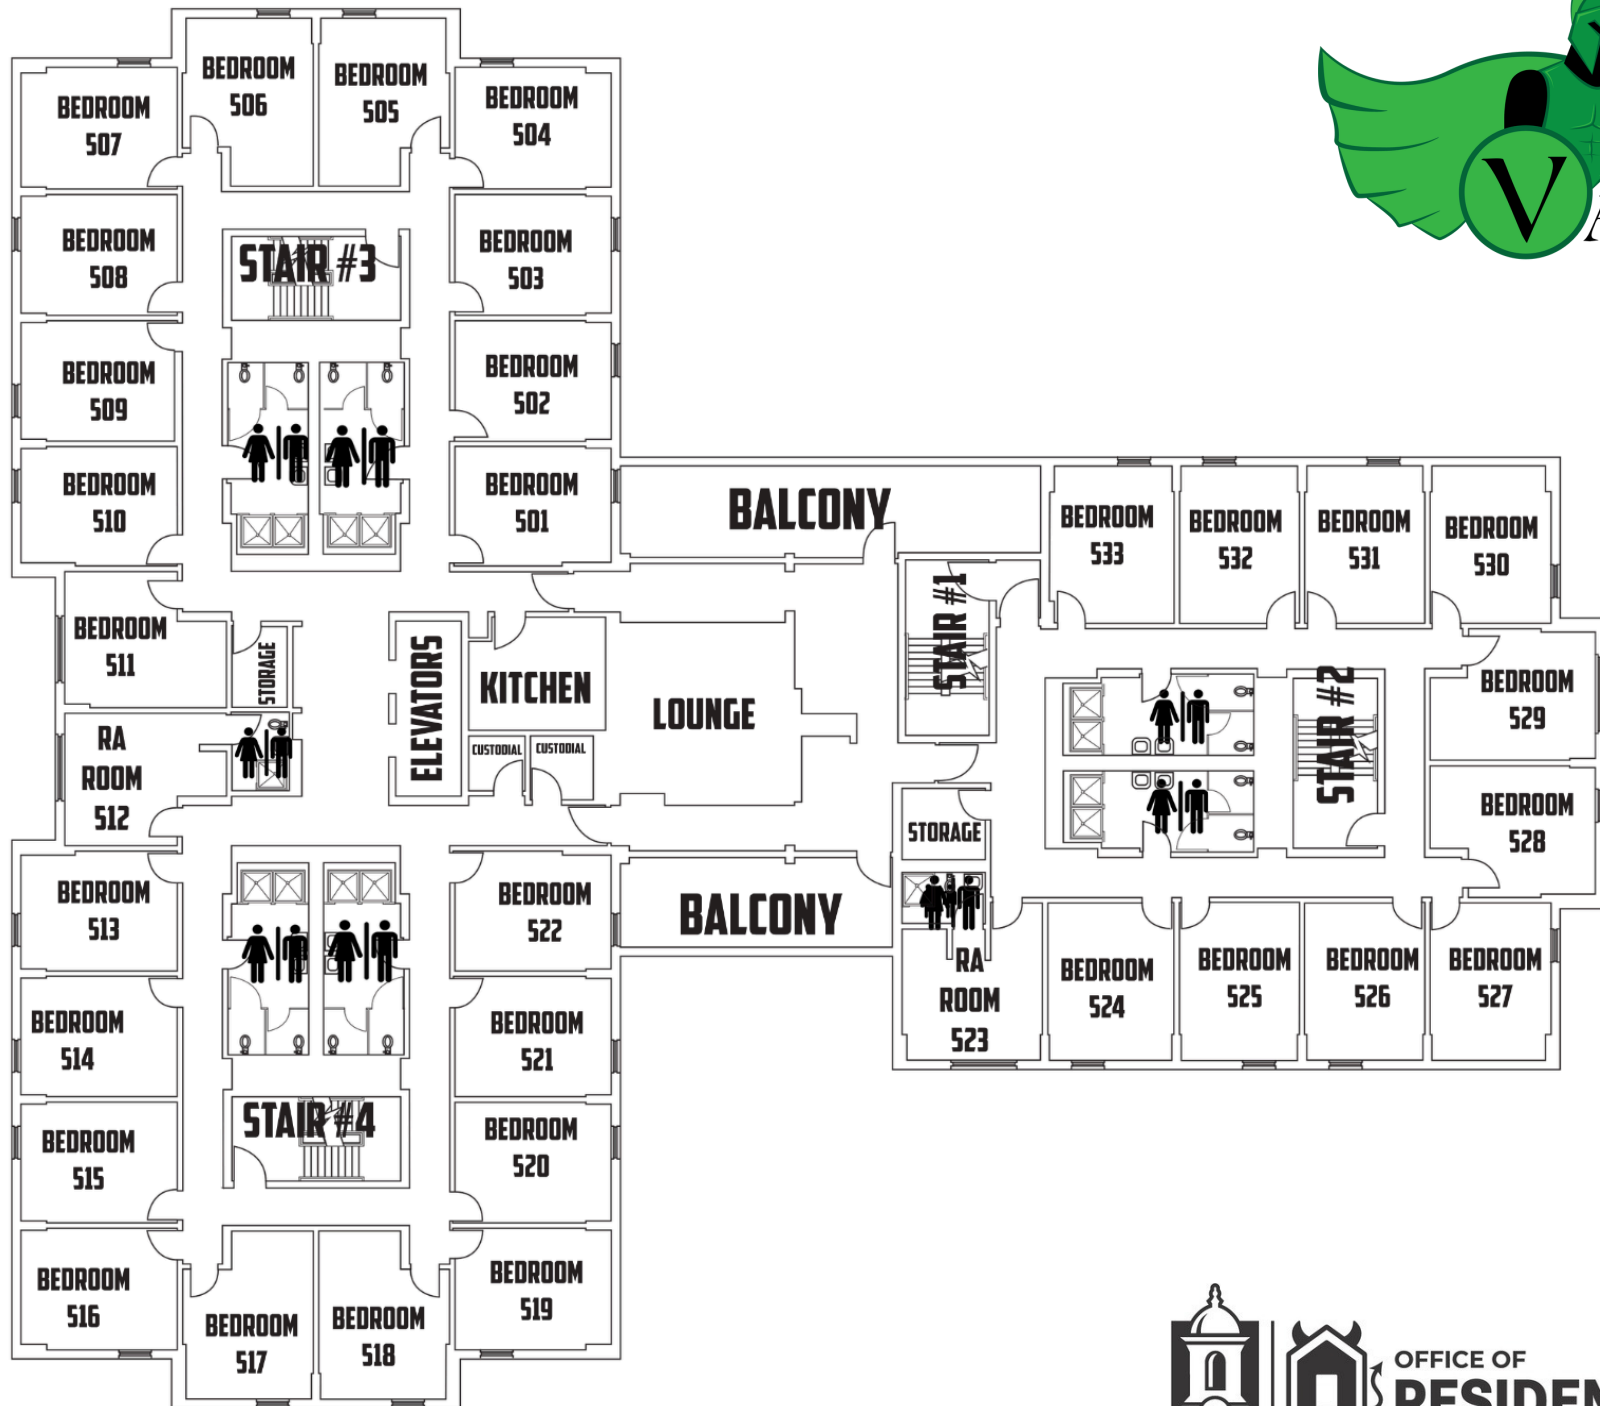 BEDROOM
506
BEDROOM
505
BEDROOM
507
BEDROOM
504
BEDROOM
508
STAIR #3
BEDROOM
503
BEDROOM
509
BEDROOM
502
BEDROOM
510
BEDROOM
501
BALCONY
BEDROOM
533
BEDROOM
532
BEDROOM
531
BEDROOM
530
BEDROOM
511
STORAGE
ELEVATORS
KITCHEN
LOUNGE
STAIR #1
STAIR #2
BEDROOM
529
RA
ROOM
512
CUSTODIAL
CUSTODIAL
STORAGE
BEDROOM
528
BEDROOM
513
BEDROOM
522
BALCONY
RA
ROOM
523
BEDROOM
524
BEDROOM
525
BEDROOM
526
BEDROOM
527
BEDROOM
514
BEDROOM
521
BEDROOM
515
STAIR #4
BEDROOM
520
BEDROOM
516
BEDROOM
517
BEDROOM
518
BEDROOM
519
V
OFFICE OF